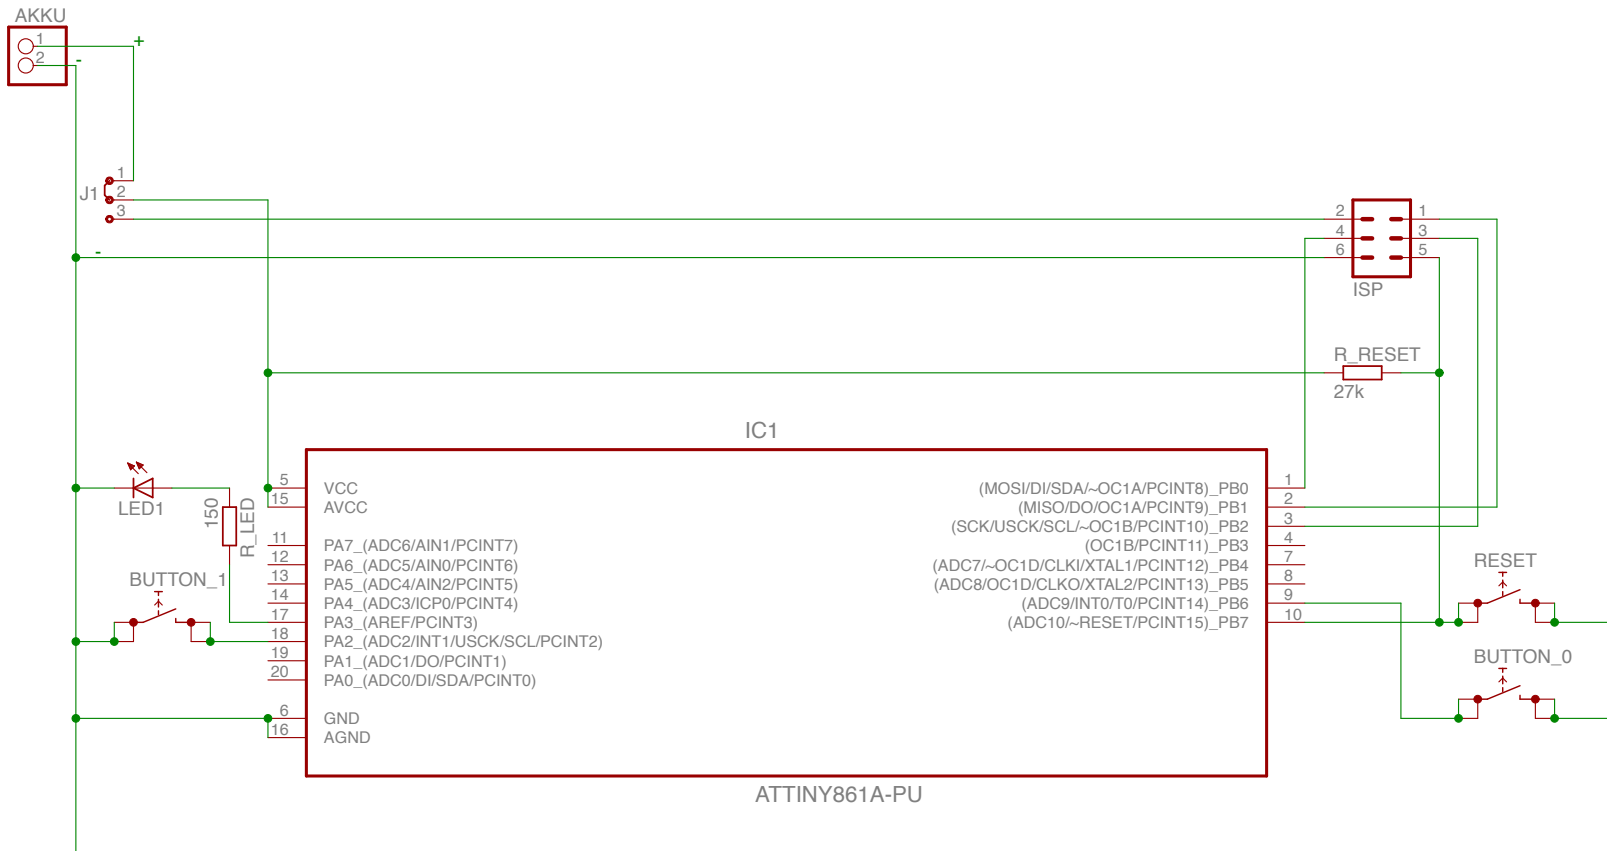 AKKU
1
2
+
-
J1
1
2
3
-
2
4
6
1
3
5
ISP
R_RESET
27k
IC1
LED1
150
R_LED
BUTTON_1
5 VCC
15 AVCC
11 PA7_(ADC6/AIN1/PCINT7)
12 PA6_(ADC5/AIN0/PCINT6)
13 PA5_(ADC4/AIN2/PCINT5)
14 PA4_(ADC3/ICP0/PCINT4)
17 PA3_(AREF/PCINT3)
18 PA2_(ADC2/INT1/USCK/SCL/PCINT2)
19 PA1_(ADC1/DO/PCINT1)
20 PA0_(ADC0/DI/SDA/PCINT0)
6 GND
16 AGND
(MOSI/DI/SDA/~OC1A/PCINT8)_PB0 1
(MISO/DO/OC1A/PCINT9)_PB1 2
(SCK/USCK/SCL/~OC1B/PCINT10)_PB2 3
(OC1B/PCINT11)_PB3 4
(ADC7/~OC1D/CLKI/XTAL1/PCINT12)_PB4 7
(ADC8/OC1D/CLKO/XTAL2/PCINT13)_PB5 8
(ADC9/INT0/T0/PCINT14)_PB6 9
(ADC10/~RESET/PCINT15)_PB7 10
RESET
BUTTON_0
ATTINY861A-PU